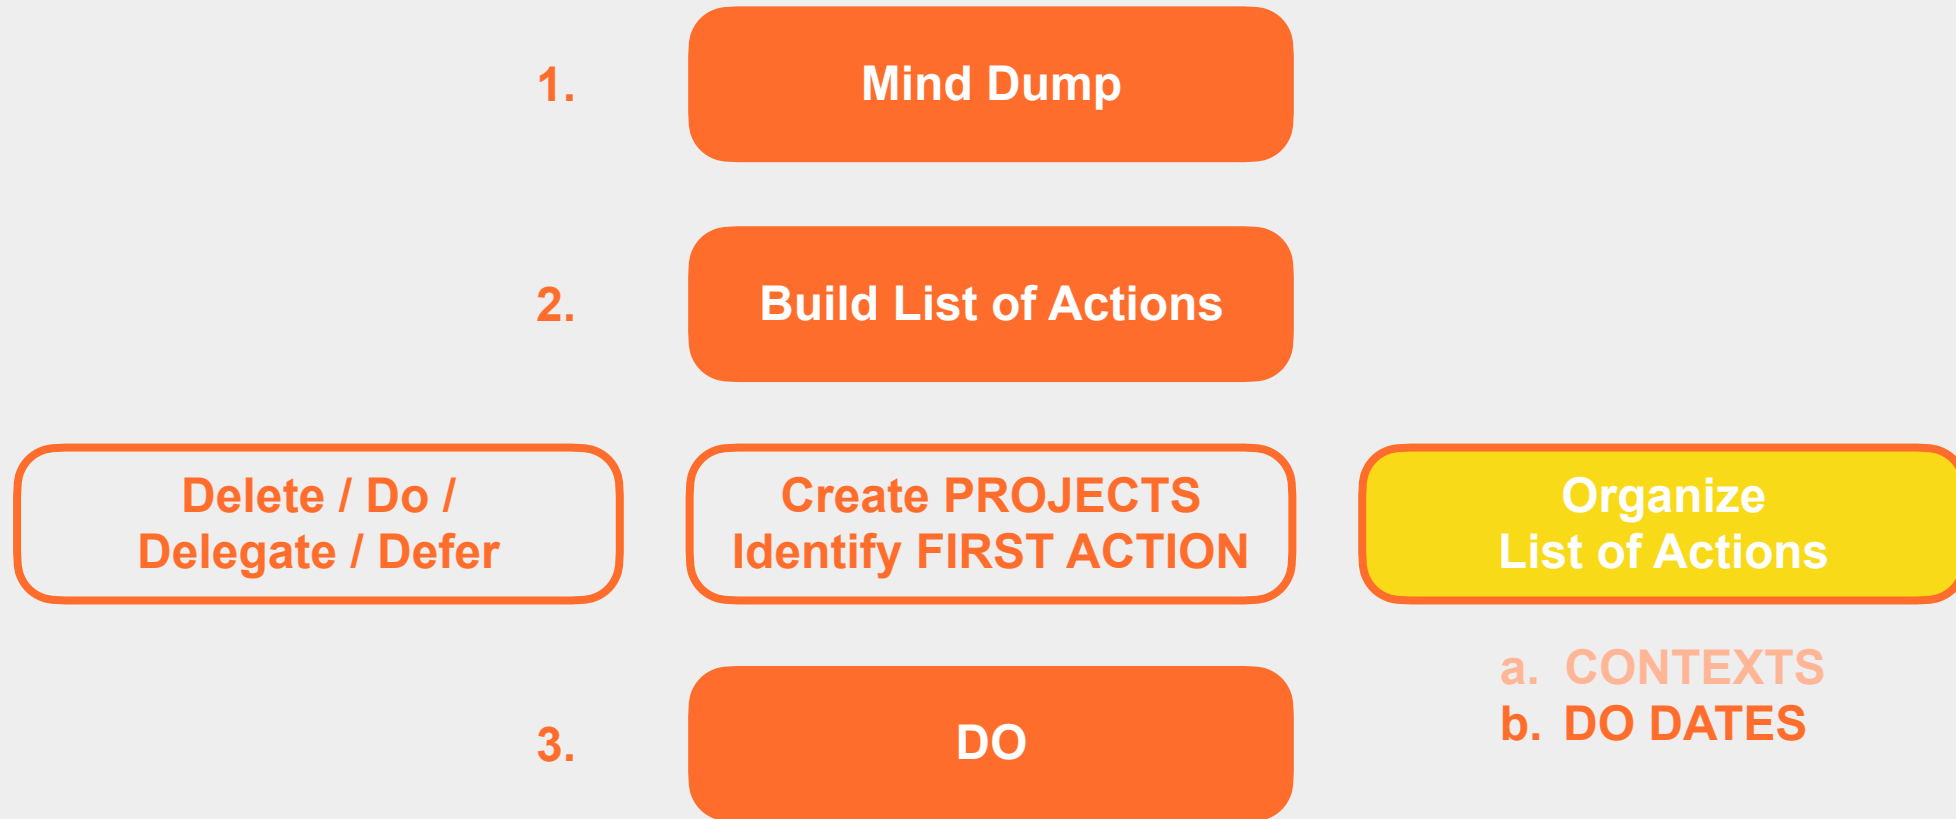 1. Mind Dump
2. Build List of Actions
Delete / Do /
Delegate / Defer
Create PROJECTS
Identify FIRST ACTION
Organize
List of Actions
a. CONTEXTS
b. DO DATES
3. DO